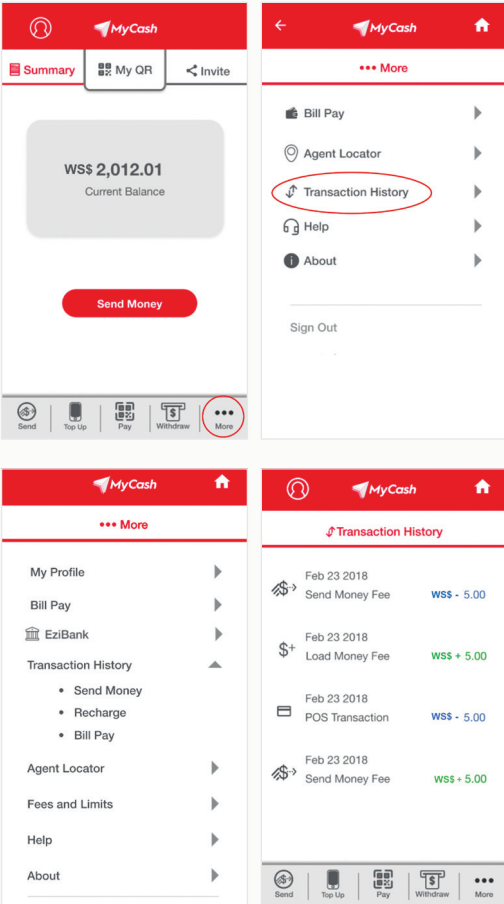 MyCash
Summary
My QR
Invite
WS$ 2,012.01
Current Balance
Send Money
Send
Top Up
Pay
Withdraw
More
MyCash
••• More
Bill Pay
Agent Locator
Transaction History
Help
About
Sign Out
MyCash
••• More
My Profile
Bill Pay
EziBank
Transaction History
• Send Money
• Recharge
• Bill Pay
Agent Locator
Fees and Limits
Help
About
MyCash
Transaction History
Feb 23 2018
Send Money Fee WS$ - 5.00
Feb 23 2018
Load Money Fee WS$ + 5.00
Feb 23 2018
POS Transaction WS$ - 5.00
Feb 23 2018
Send Money Fee WS$ + 5.00
Send
Top Up
Pay
Withdraw
More